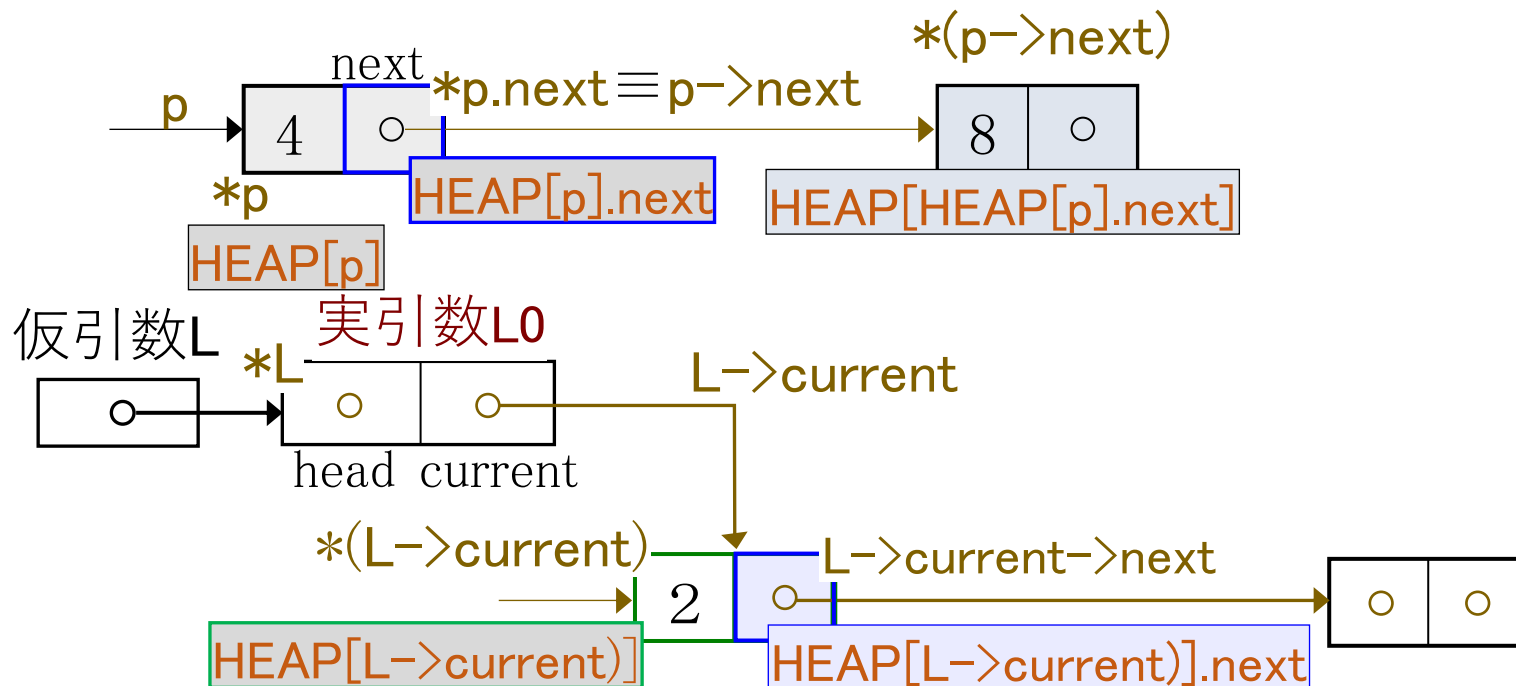 *(p->next)
next
*p.next≡p->next
p
4
8
*p
HEAP[p].next
HEAP[HEAP[p].next]
HEAP[p]
仮引数L
実引数L0
*L
L->current
head current
*(L->current)
L->current->next
2
HEAP[L->current)]
HEAP[L->current)].next